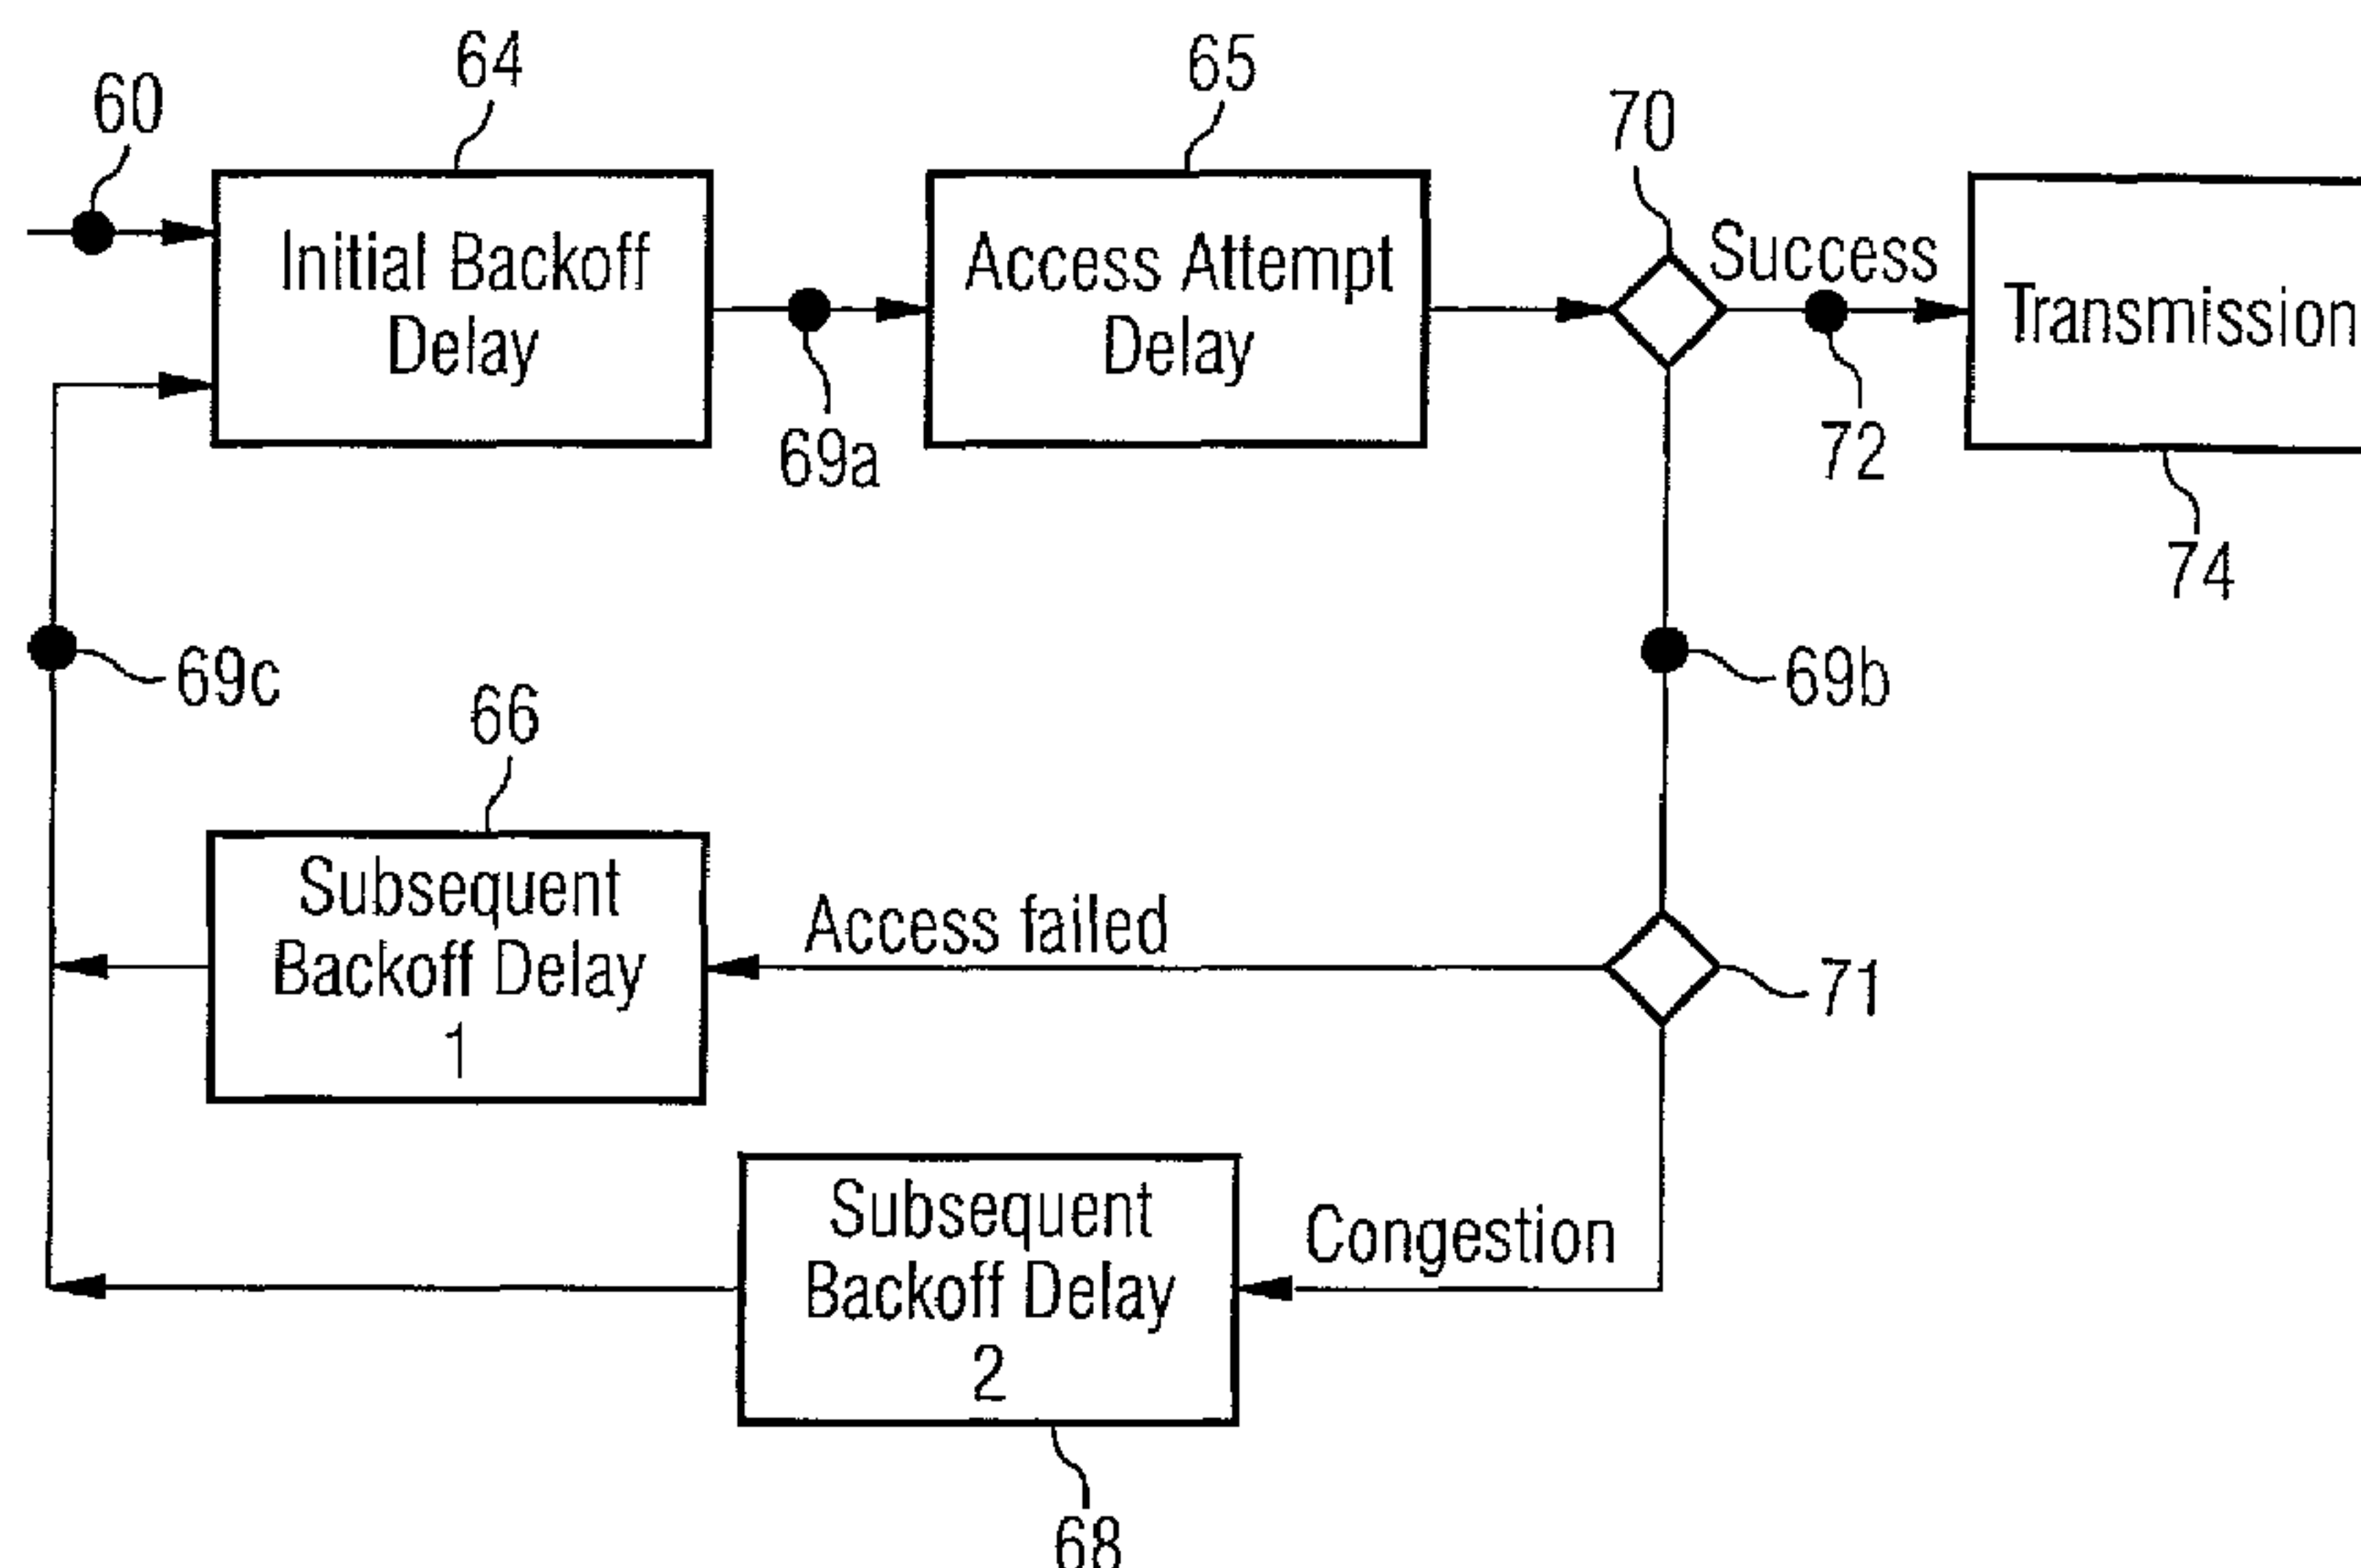 64
65
60
70
Initial Backoff
Delay
Access Attempt
Delay
Success
Transmission
69a
72
74
69c
69b
66
Subsequent
Backoff Delay
1
Access failed
71
Subsequent
Backoff Delay
2
Congestion
68